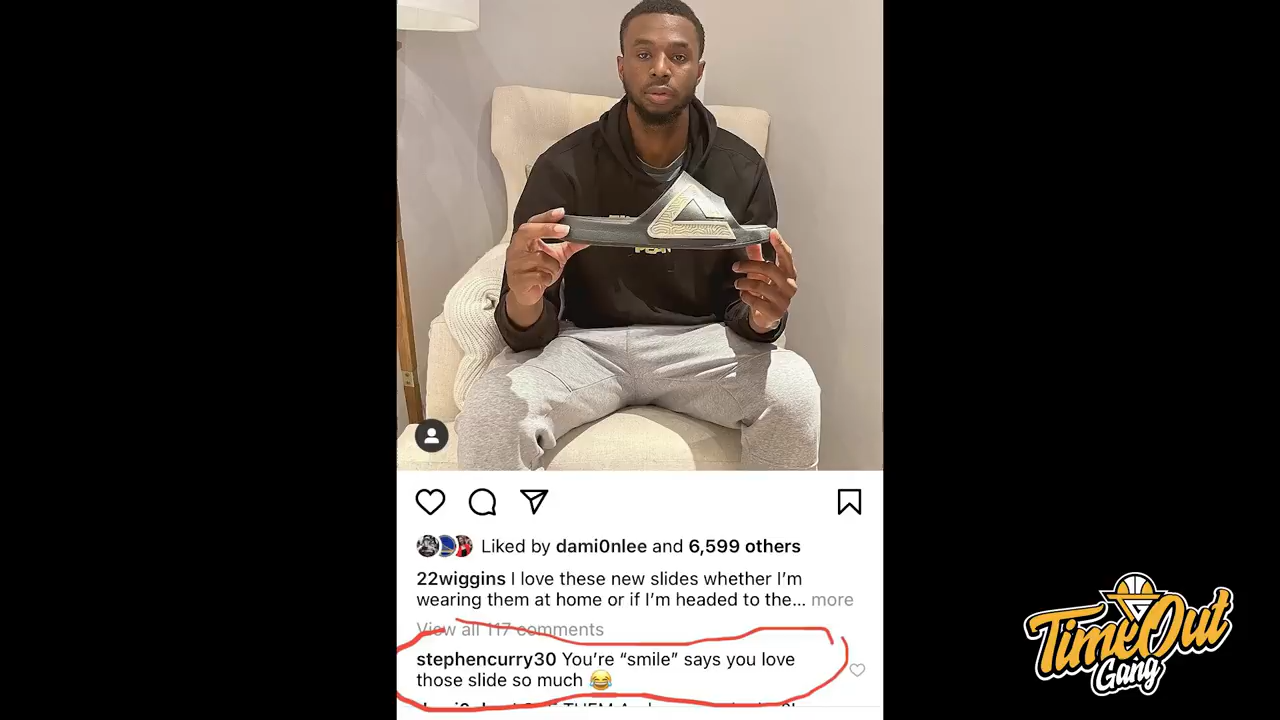 Liked by dami0nlee and 6,599 others
22wiggins I love these new slides whether I'm
wearing them at home or if I'm headed to the... more
View all 117 comments
stephencurry30 You're “smile” says you love
those slide so much 😂
TimeOut
Gang